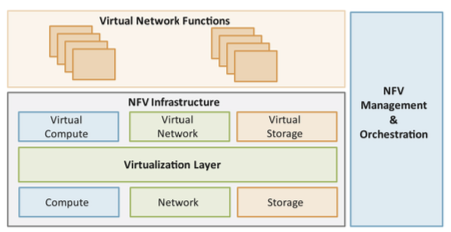 Virtual Network Functions
NFV Infrastructure
Virtual
Compute
Virtual
Network
Virtual
Storage
Virtualization Layer
Compute
Network
Storage
NFV
Management
&
Orchestration